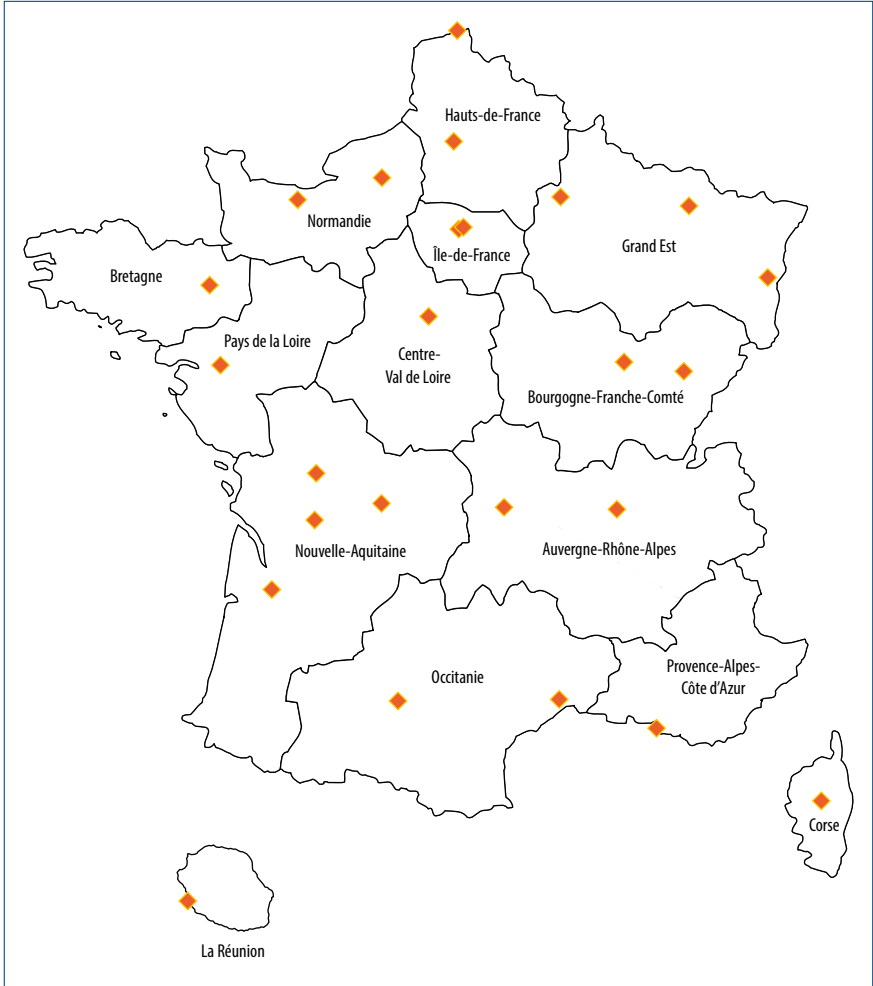 Hauts-de-France
Normandie
Île-de-France
Grand Est
Bretagne
Pays de la Loire
Centre-
Val de Loire
Bourgogne-Franche-Comté
Nouvelle-Aquitaine
Auvergne-Rhône-Alpes
Occitanie
Provence-Alpes-
Côte d'Azur
Corse
La Réunion